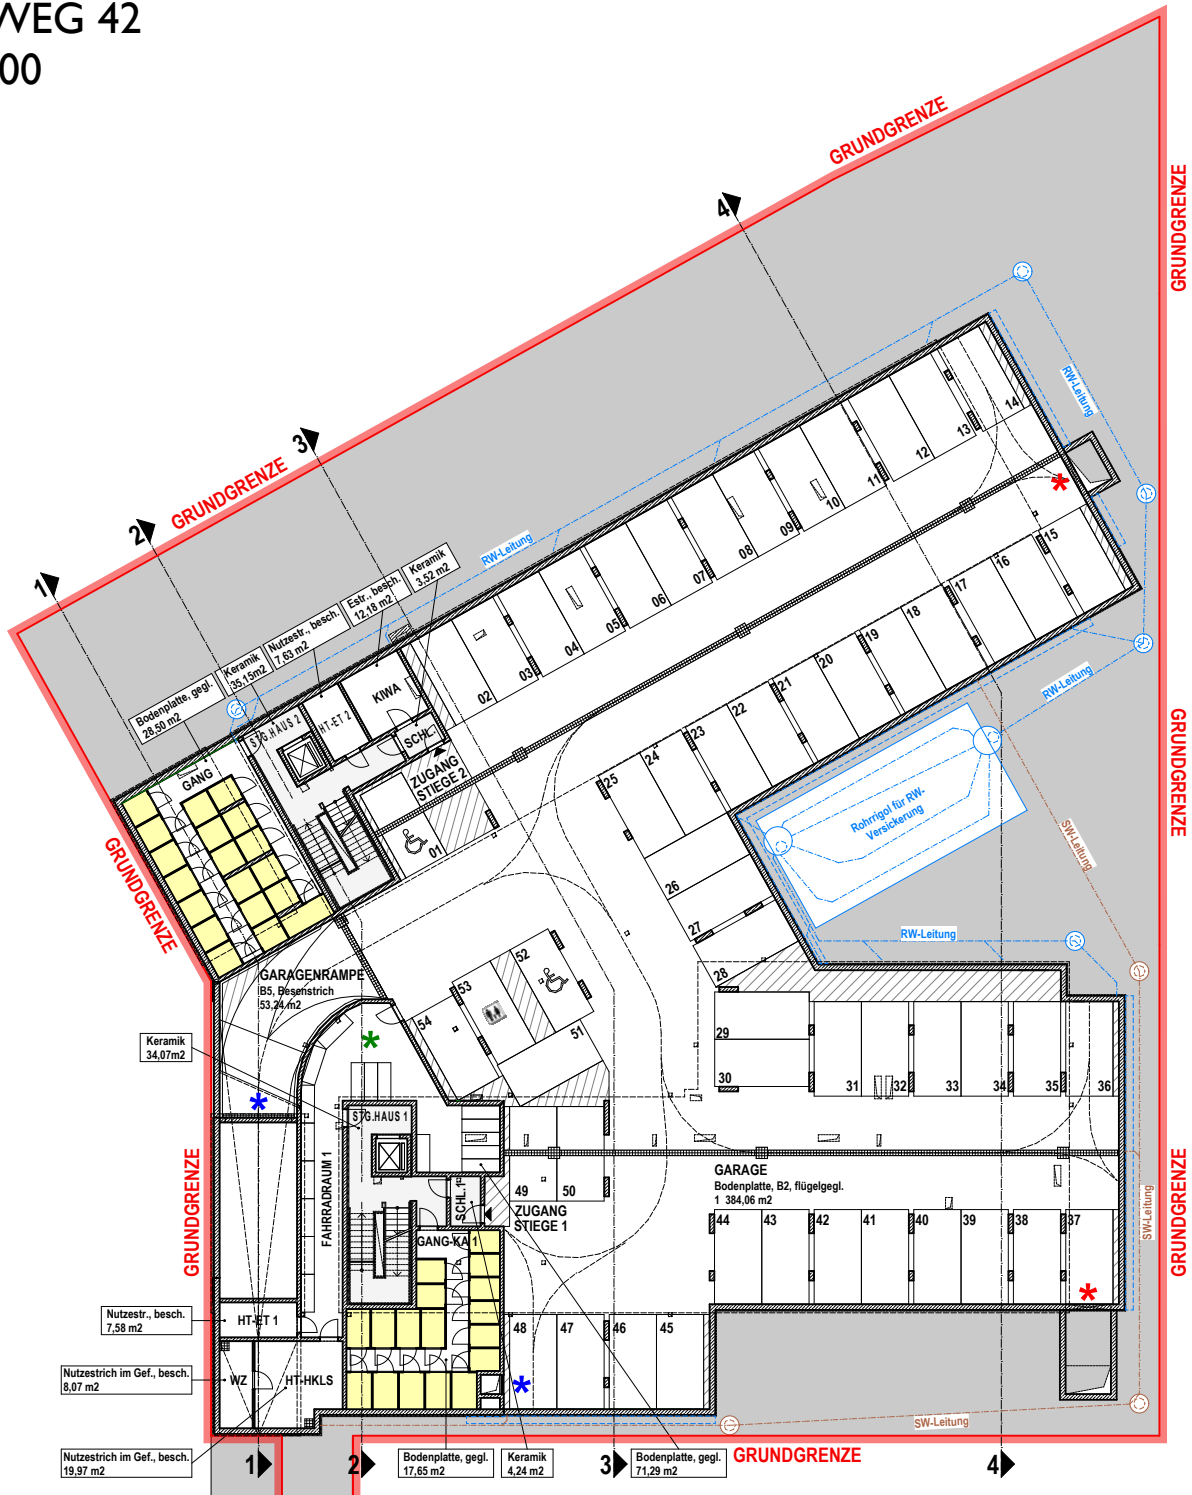 WEG 42
00
GRUNDGRENZE
GRUNDGRENZE
4
3
GRUNDGRENZE
2
1
RW-Leitung
RW-Leitung
Keramik
3,52 m2
Estr., besch.
12,18 m2
Nutzestr., besch.
7,63 m2
Keramik
35,15m2
Bodenplatte, gegl.
28,50 m2
14
13
12
11
10
09
08
07
06
05
04
03
02
15
16
17
18
19
20
21
22
23
24
25
26
27
28
KIWA
SCHL.
HT-ET 2
STG.HAUS 2
GANG
ZUGANG
STIEGE 2
01
RW-Leitung
GRUNDGRENZE
Rohrrigol für RW-
Versickerung
SW-Leitung
RW-Leitung
GRUNDGRENZE
GARAGENRAMPE
B5, Besenstrich
53,24 m2
52
53
54
51
Keramik
34,07m2
29
30
31
32
33
34
35
36
STG.HAUS 1
FAHRRADRAUM 1
GRUNDGRENZE
SCHL.1
49
50
ZUGANG
STIEGE 1
GARAGE
Bodenplatte, B2, flügelgegl.
1 384,06 m2
GRUNDGRENZE
SW-Leitung
44
43
42
41
40
39
38
37
GANG-KA 1
Nutzestr., besch.
7,58 m2
HT-ET 1
48
47
46
45
Nutzestrich im Gef., besch.
8,07 m2
WZ
HT-HKLS
SW-Leitung
Nutzestrich im Gef., besch.
19,97 m2
1
2
Bodenplatte, gegl.
17,65 m2
Keramik
4,24 m2
3
Bodenplatte, gegl.
71,29 m2
GRUNDGRENZE
4